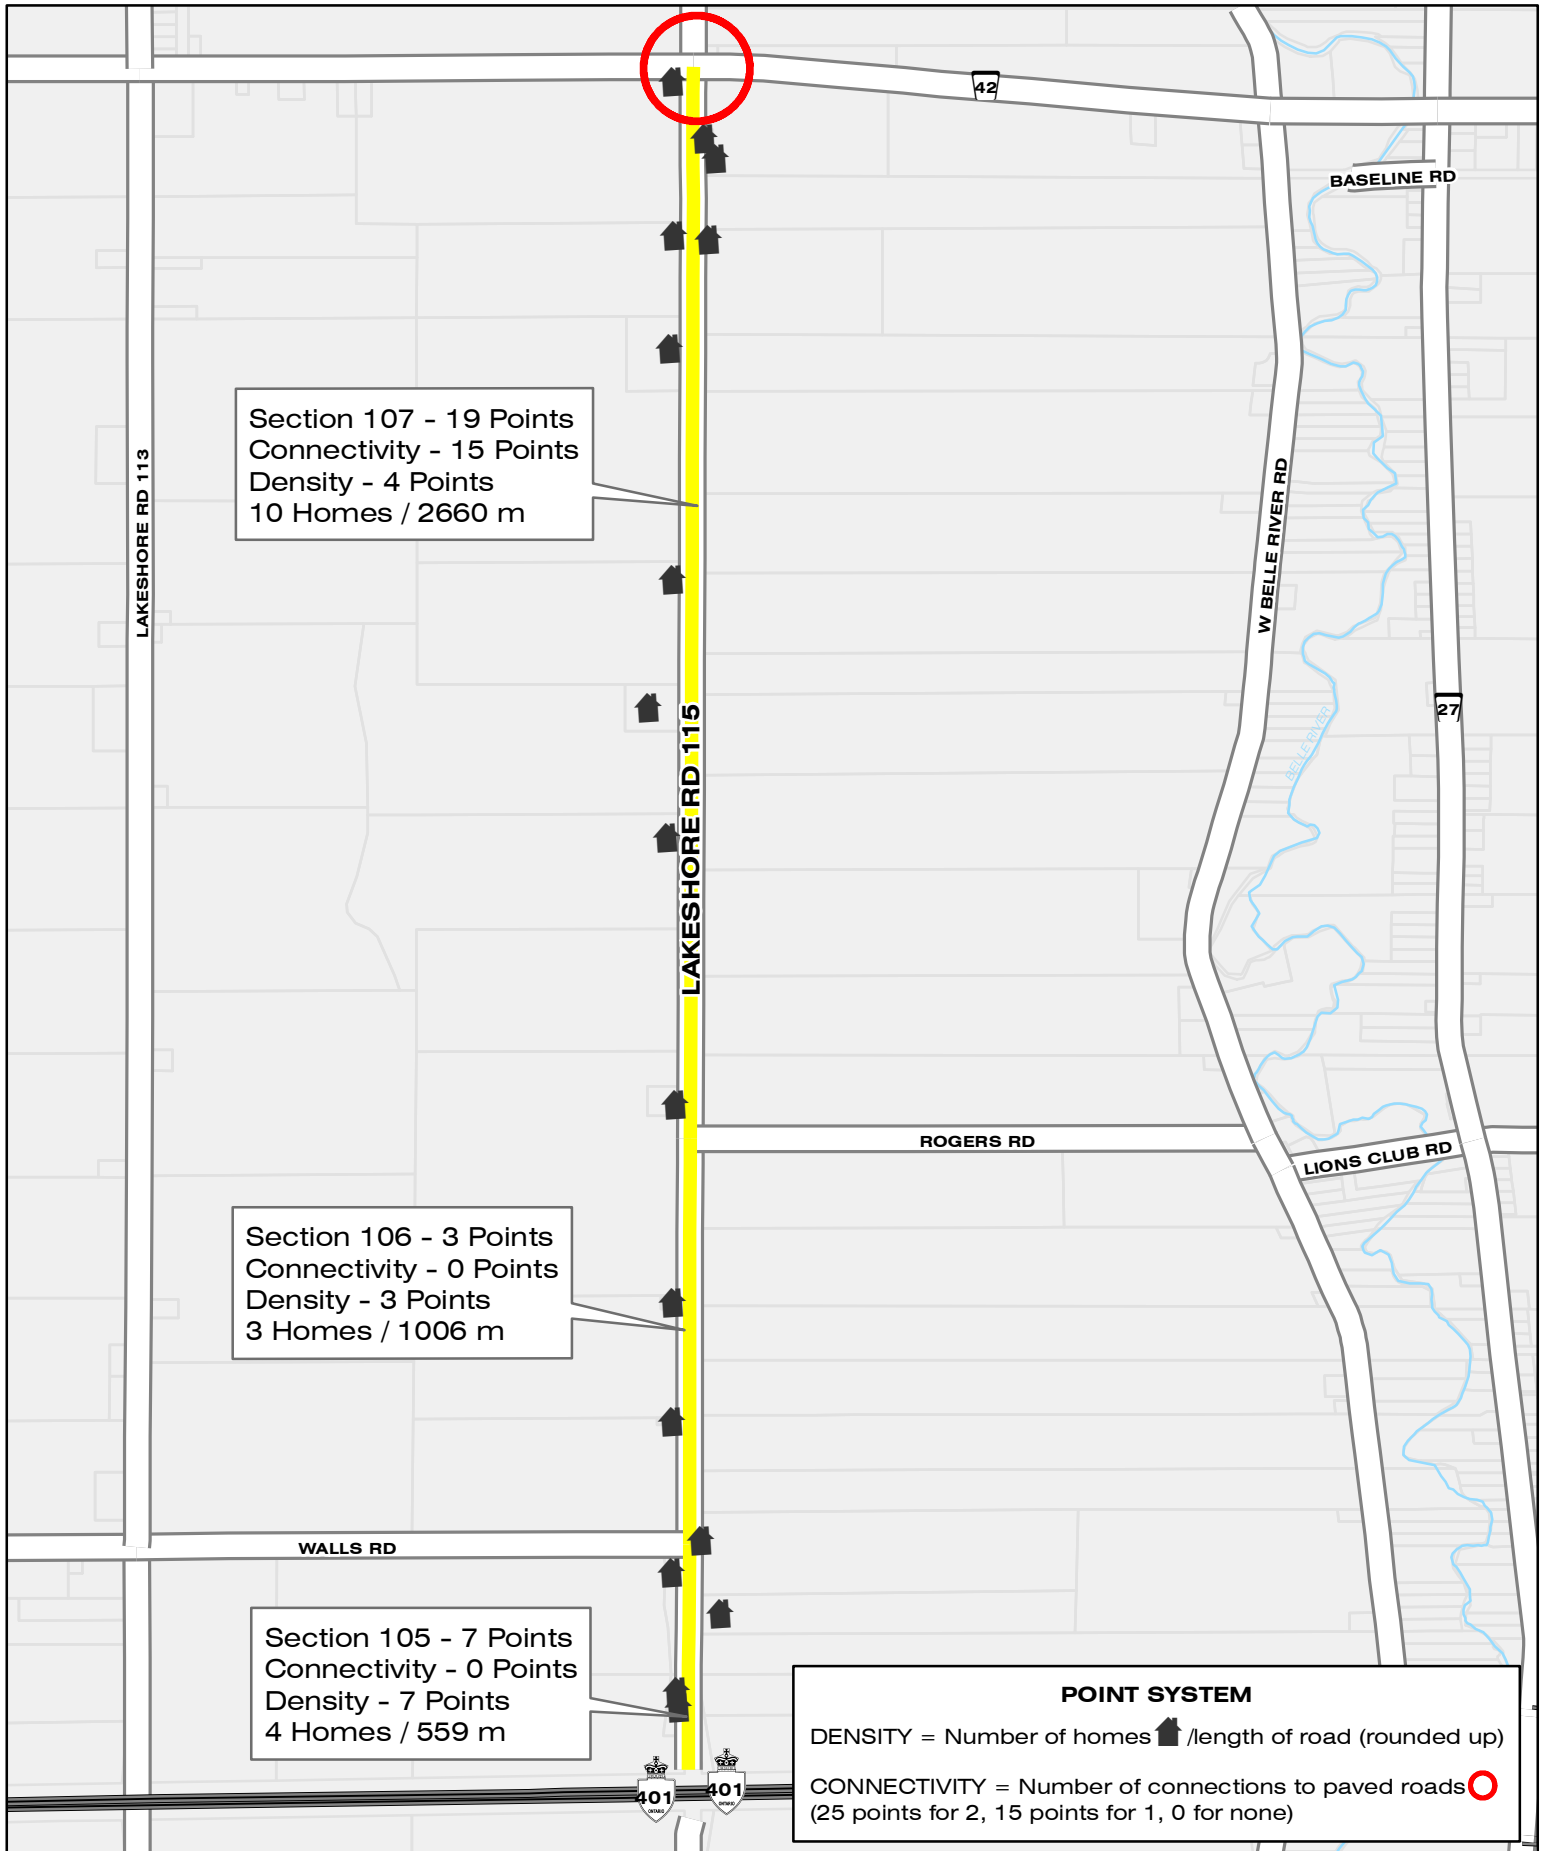 42
BASELINE RD
Section 107 - 19 Points
Connectivity - 15 Points
Density - 4 Points
10 Homes / 2660 m
LAKESHORE RD 113
W BELLE RIVER RD
27
BELLE RIVER
LAKESHORE RD 115
ROGERS RD
LIONS CLUB RD
Section 106 - 3 Points
Connectivity - 0 Points
Density - 3 Points
3 Homes / 1006 m
WALLS RD
Section 105 - 7 Points
Connectivity - 0 Points
Density - 7 Points
4 Homes / 559 m
POINT SYSTEM
DENSITY = Number of homes /length of road (rounded up)
CONNECTIVITY = Number of connections to paved roads
(25 points for 2, 15 points for 1, 0 for none)
401
ONTARIO
401
ONTARIO